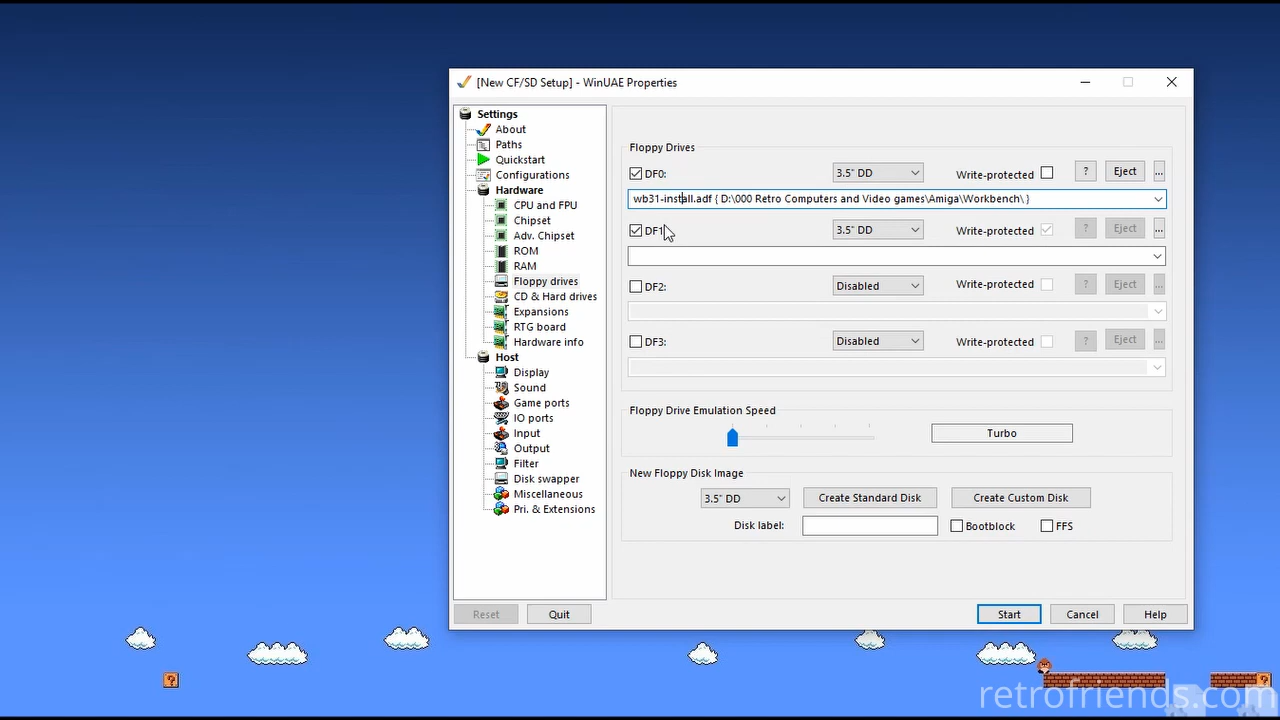 [New CF/SD Setup] - WinUAE Properties
Settings
About
Paths
Quickstart
Configurations
Hardware
CPU and FPU
Chipset
Adv. Chipset
ROM
RAM
Floppy drives
CD & Hard drives
Expansions
RTG board
Hardware info
Host
Display
Sound
Game ports
IO ports
Input
Output
Filter
Disk swapper
Miscellaneous
Pri. & Extensions
Reset
Quit
Floppy Drives
DF0:
3.5" DD
Write-protected
?
Eject
...
wb31-install.adf { D:\000 Retro Computers and Video games\Amiga\Workbench\ }
DF1
3.5" DD
Write-protected
?
Eject
...
DF2:
Disabled
Write-protected
?
Eject
...
DF3:
Disabled
Write-protected
?
Eject
...
Floppy Drive Emulation Speed
Turbo
New Floppy Disk Image
3.5" DD
Create Standard Disk
Create Custom Disk
Disk label:
Bootblock
FFS
Start
Cancel
Help
?
?
retrofriends.com